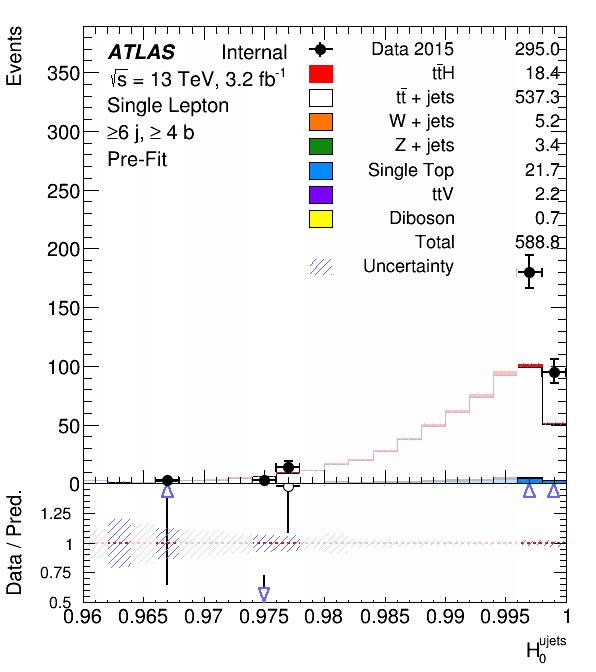 Events
ATLAS Internal
√s = 13 TeV, 3.2 fb⁻¹
Single Lepton
≥6 j, ≥ 4 b
Pre-Fit
Data 2015 295.0
tt̄H 18.4
tt̄ + jets 537.3
W + jets 5.2
Z + jets 3.4
Single Top 21.7
ttV 2.2
Diboson 0.7
Total 588.8
Uncertainty
350
300
250
200
150
100
50
0
Data / Pred.
1.25
1
0.75
0.5
0.96 0.965 0.97 0.975 0.98 0.985 0.99 0.995 1
H₀ᵘʲᵉᵗˢ